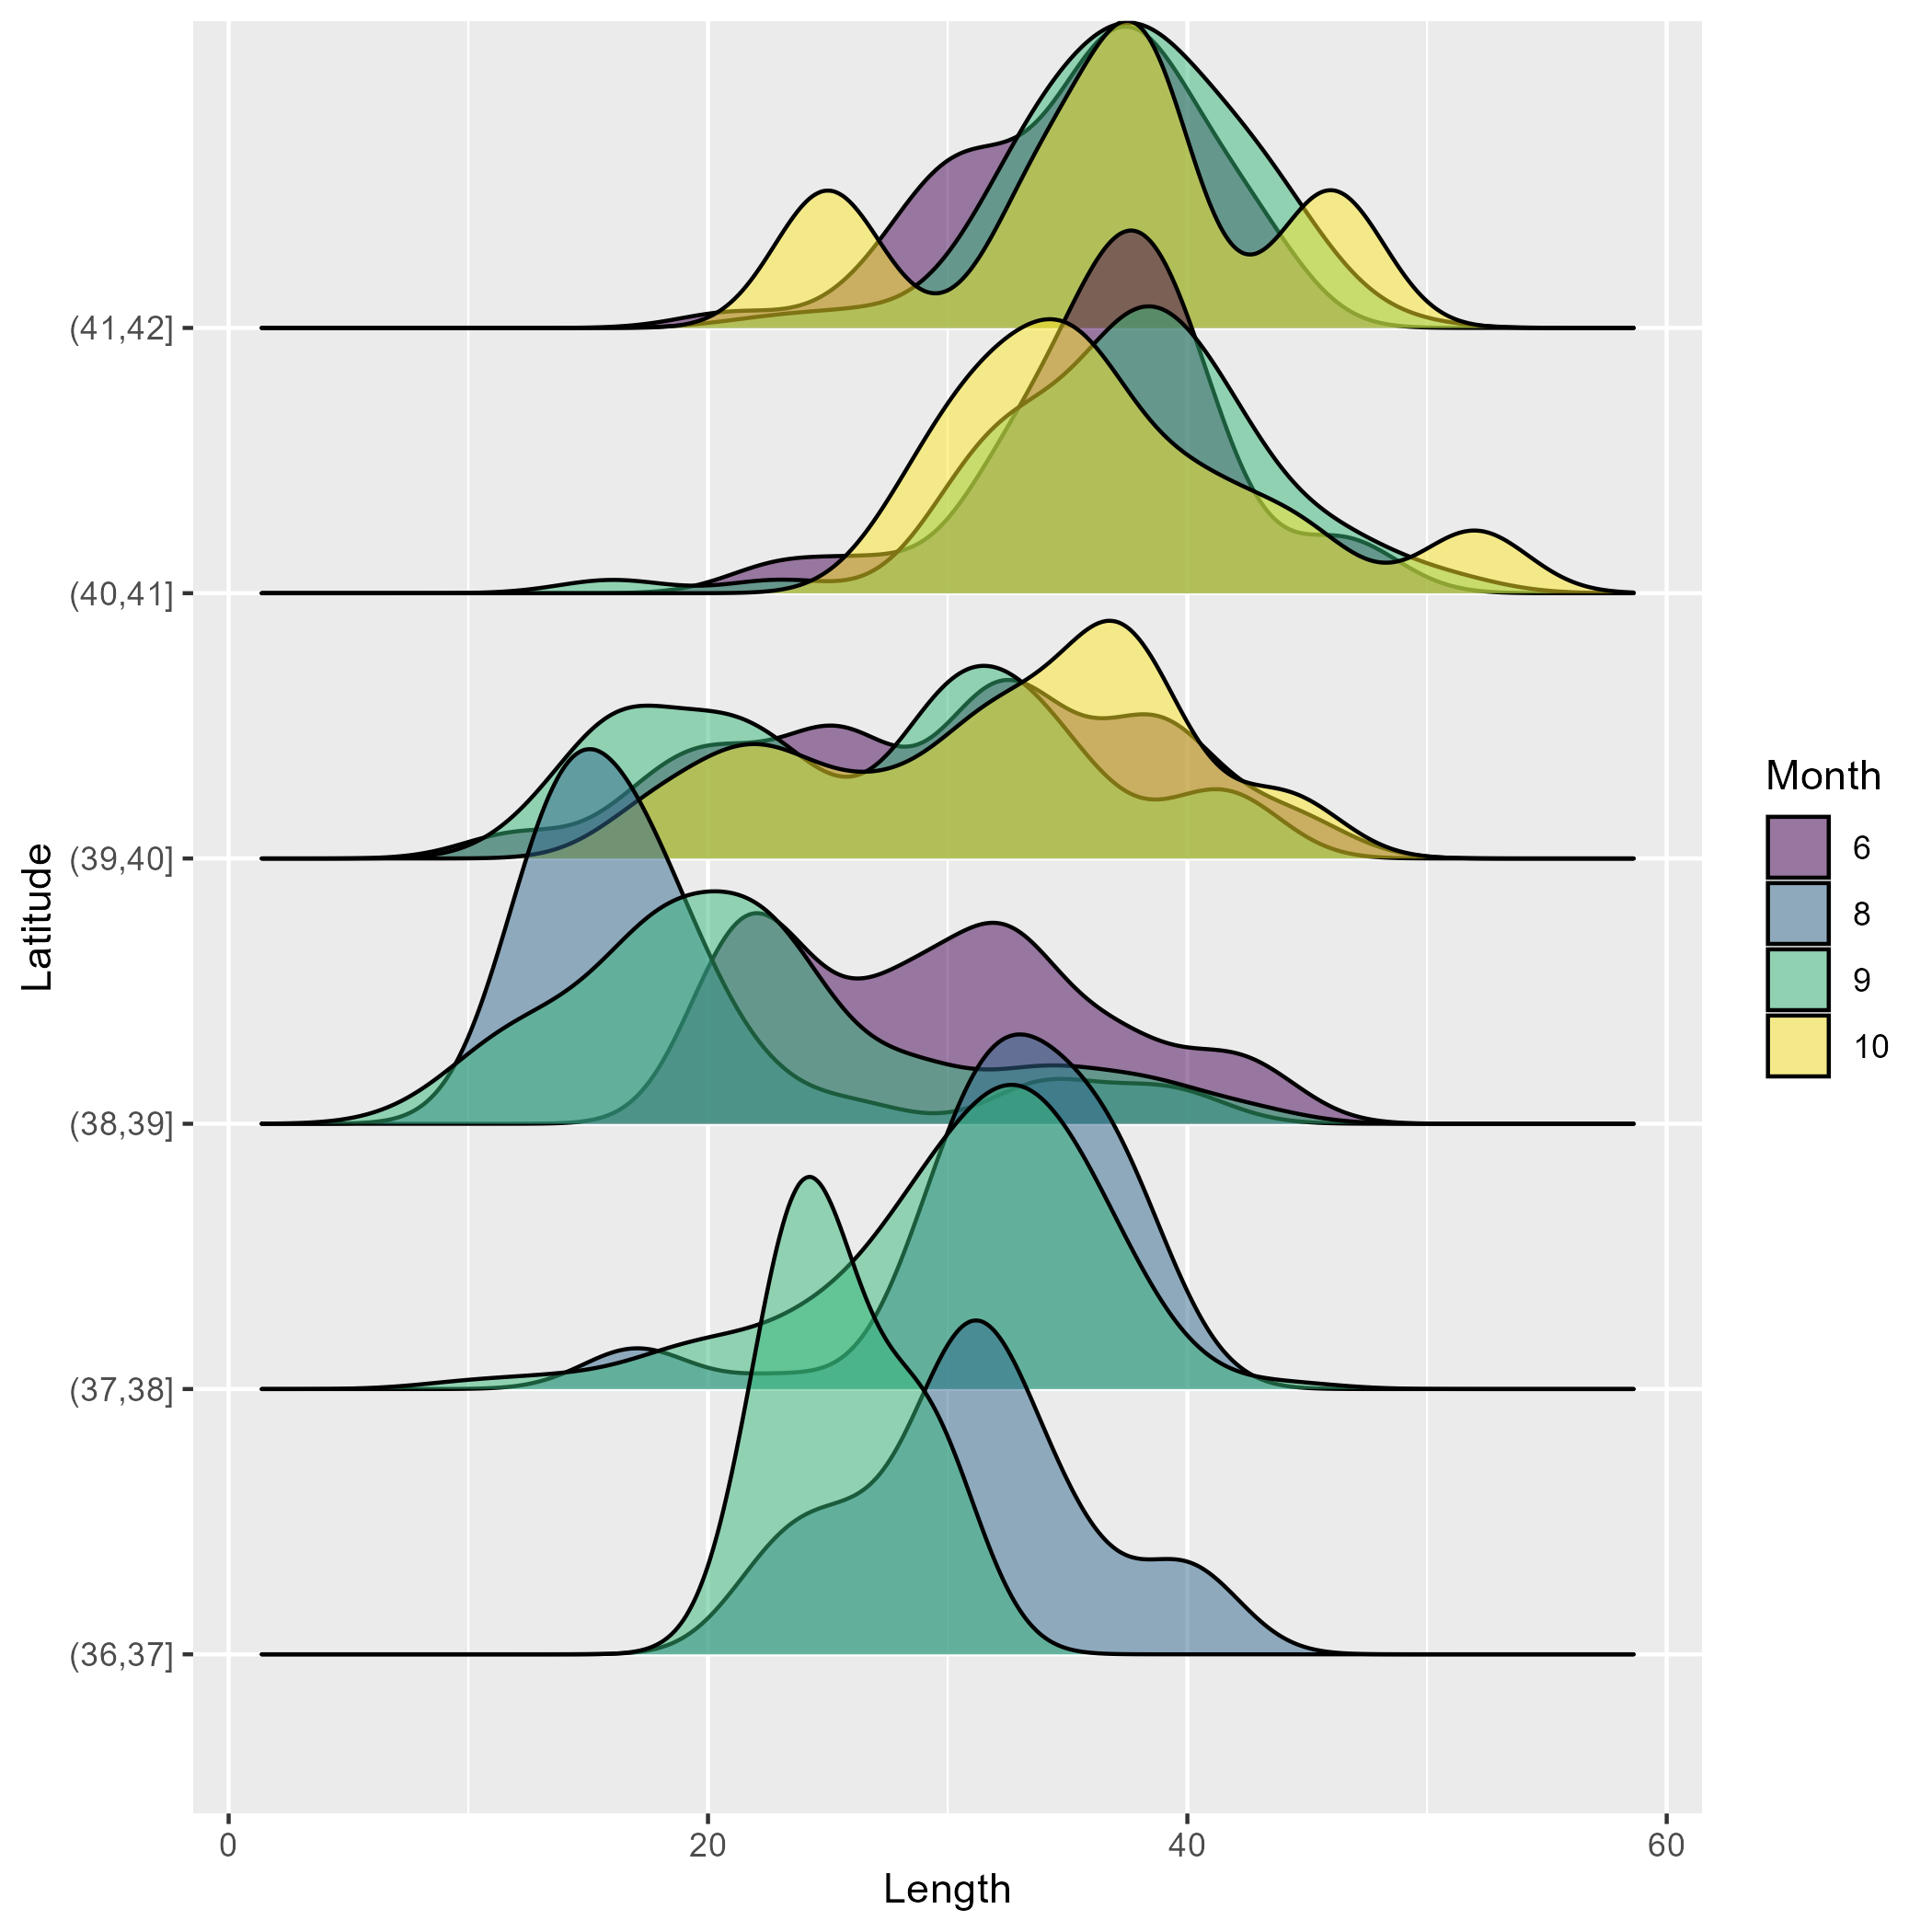 (41,42]
(40,41]
(39,40]
(38,39]
(37,38]
(36,37]
Latitude
0 20 40 60
Length
Month
6
8
9
10